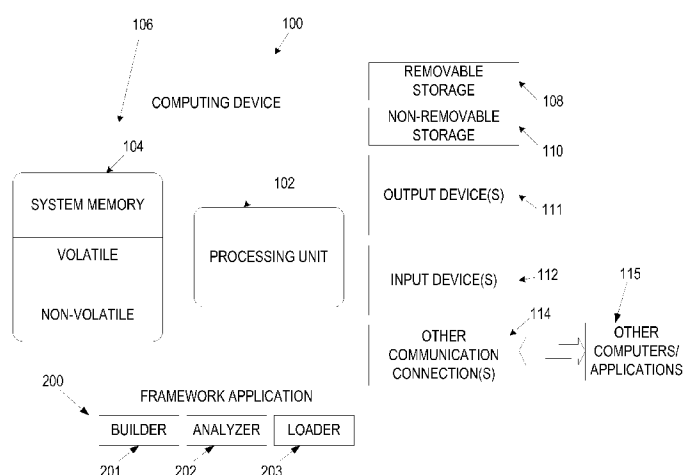 106
100
COMPUTING DEVICE
REMOVABLE
STORAGE
108
NON-REMOVABLE
STORAGE
110
104
SYSTEM MEMORY
VOLATILE
NON-VOLATILE
102
PROCESSING UNIT
OUTPUT DEVICE(S)
111
INPUT DEVICE(S)
112
114
115
OTHER
COMMUNICATION
CONNECTION(S)
OTHER
COMPUTERS/
APPLICATIONS
200
FRAMEWORK APPLICATION
BUILDER
ANALYZER
LOADER
201
202
203